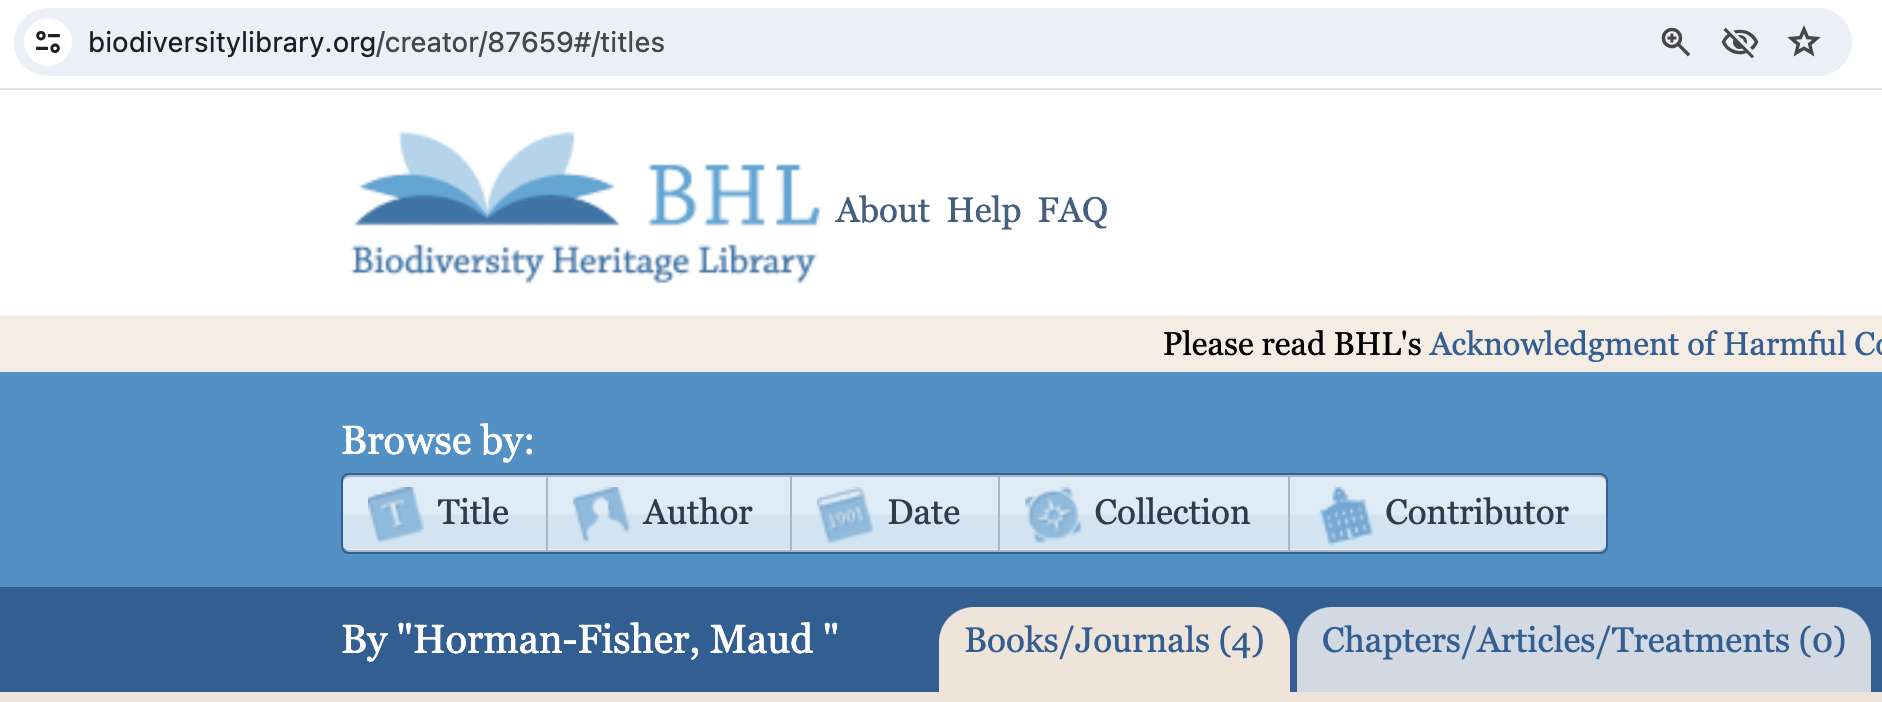 biodiversitylibrary.org/creator/87659#/titles
BHL
Biodiversity Heritage Library
About Help FAQ
Please read BHL's Acknowledgment of Harmful
Browse by:
T Title Author 1901 Date Collection Contributor
By "Horman-Fisher, Maud " Books/Journals (4) Chapters/Articles/Treatments (0)